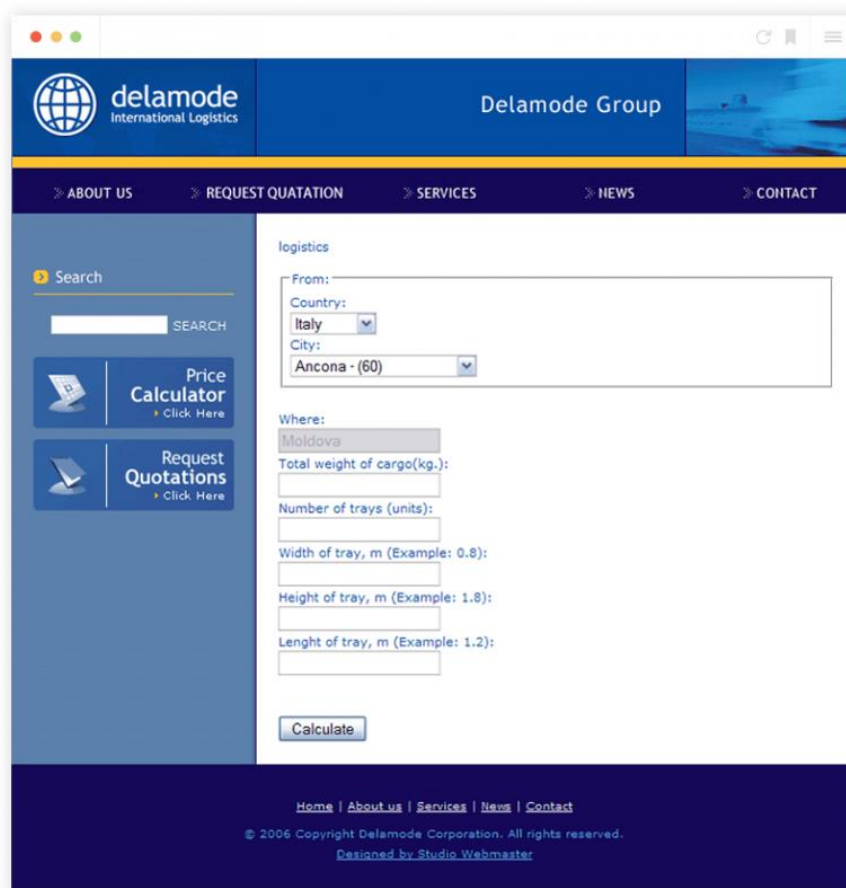 delamode
International Logistics
Delamode Group
ABOUT US
REQUEST QUATATION
SERVICES
NEWS
CONTACT
Search
SEARCH
Price
Calculator
Click Here
Request
Quotations
Click Here
logistics
From:
Country:
Italy
City:
Ancona - (60)
Where:
Moldova
Total weight of cargo(kg.):
Number of trays (units):
Width of tray, m (Example: 0.8):
Height of tray, m (Example: 1.8):
Lenght of tray, m (Example: 1.2):
Calculate
Home | About us | Services | News | Contact
© 2006 Copyright Delamode Corporation. All rights reserved.
Designed by Studio Webmaster